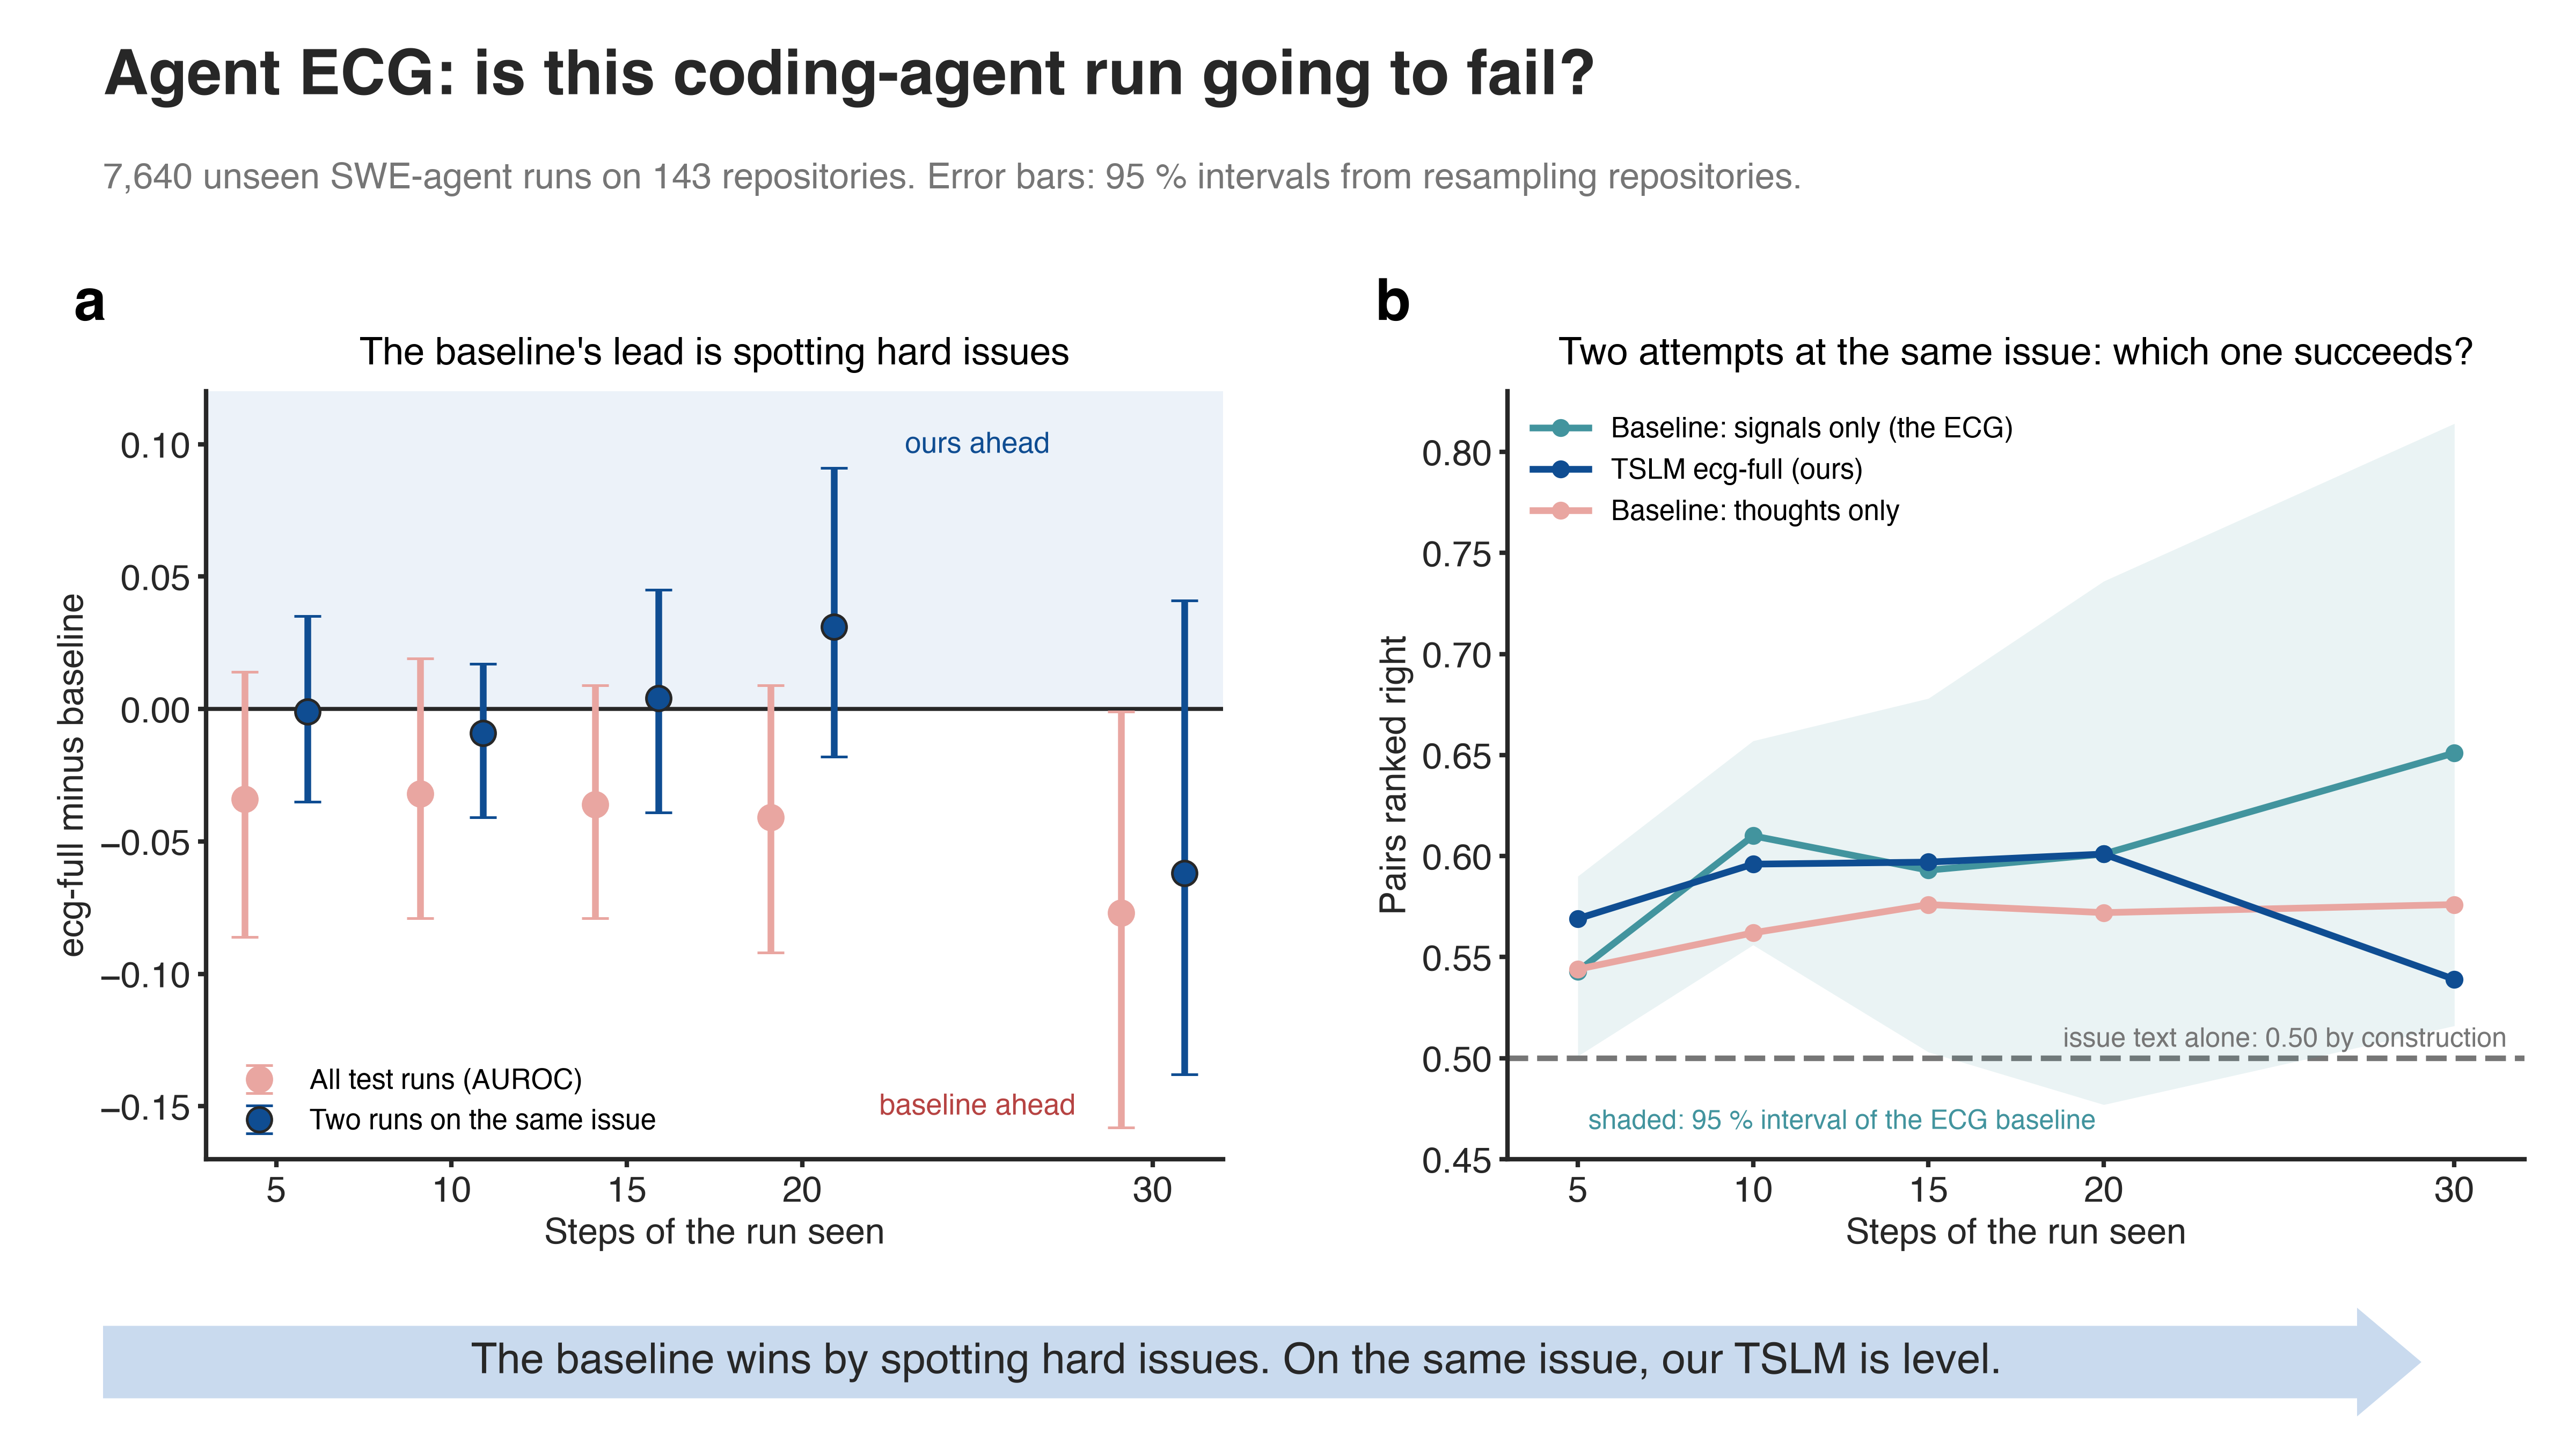 Agent ECG: is this coding-agent run going to fail?
7,640 unseen SWE-agent runs on 143 repositories. Error bars: 95 % intervals from resampling repositories.
a
The baseline's lead is spotting hard issues
ecg-full minus baseline
0.10
0.05
0.00
−0.05
−0.10
−0.15
ours ahead
baseline ahead
All test runs (AUROC)
Two runs on the same issue
5
10
15
20
30
Steps of the run seen
b
Two attempts at the same issue: which one succeeds?
Pairs ranked right
0.80
0.75
0.70
0.65
0.60
0.55
0.50
0.45
Baseline: signals only (the ECG)
TSLM ecg-full (ours)
Baseline: thoughts only
issue text alone: 0.50 by construction
shaded: 95 % interval of the ECG baseline
5
10
15
20
30
Steps of the run seen
The baseline wins by spotting hard issues. On the same issue, our TSLM is level.